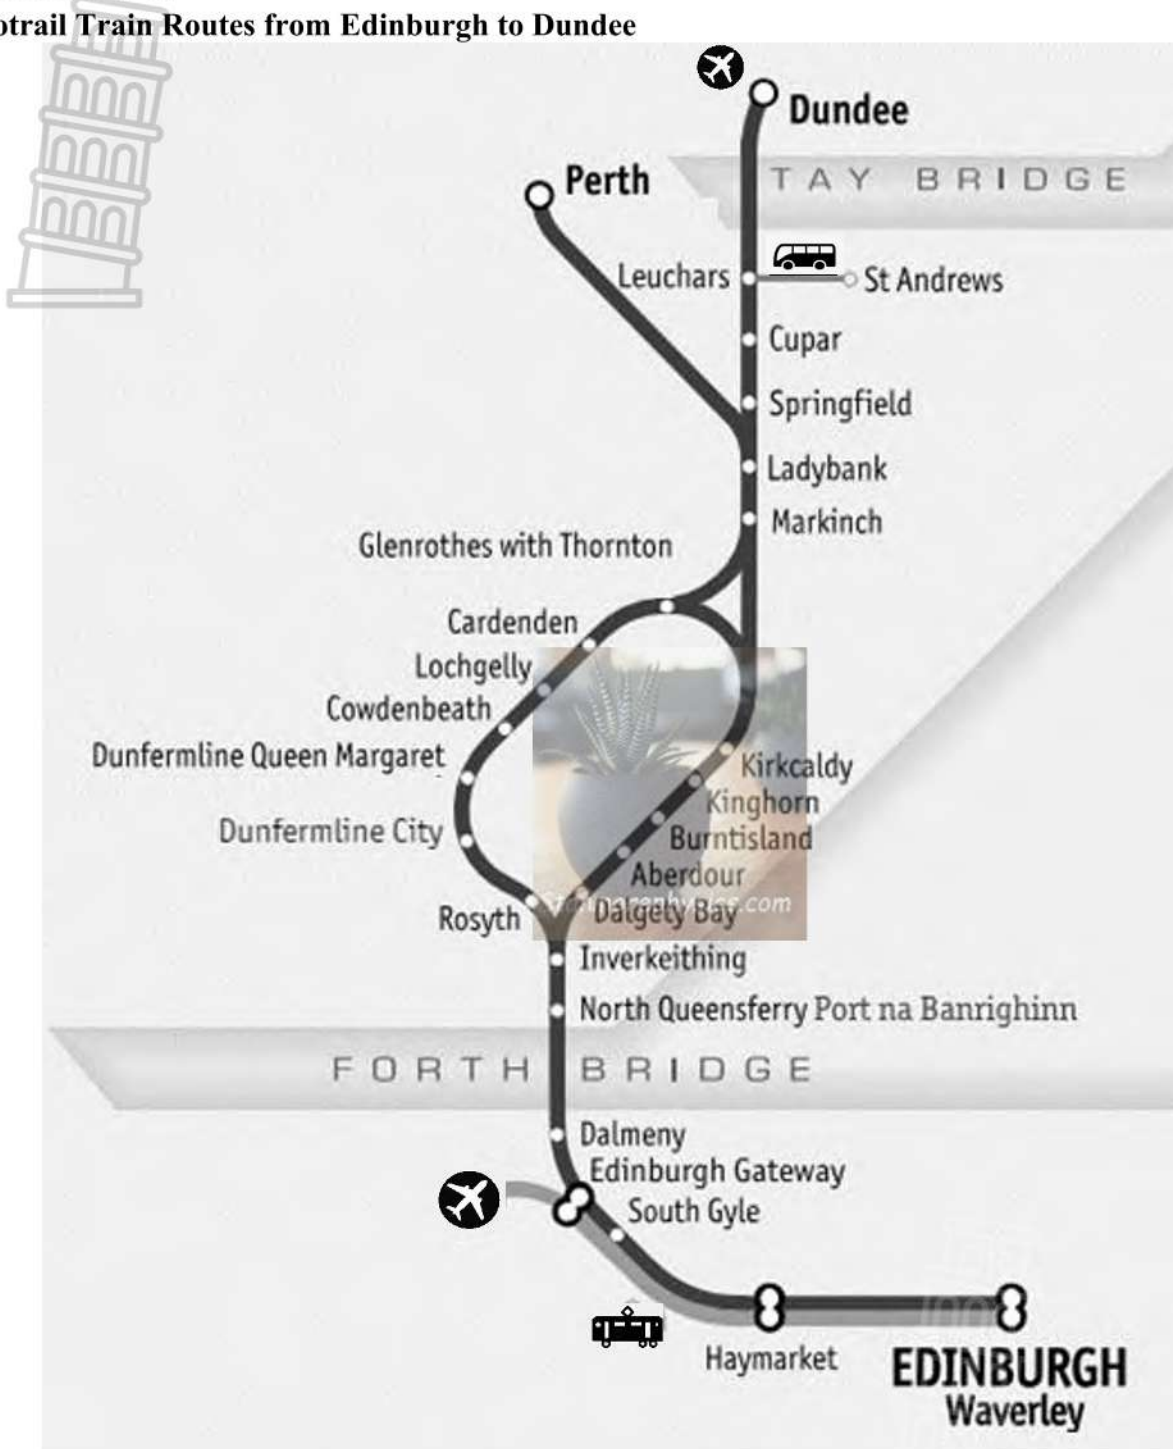 otrail Train Routes from Edinburgh to Dundee
Dundee
TAY BRIDGE
Perth
Leuchars
St Andrews
Cupar
Springfield
Ladybank
Markinch
Glenrothes with Thornton
Cardenden
Lochgelly
Cowdenbeath
Dunfermline Queen Margaret
Kirkcaldy
Kinghorn
Dunfermline City
Burntisland
Aberdour
Rosyth
Dalgety Bay
Inverkeithing
North Queensferry Port na Banrighinn
FORTH BRIDGE
Dalmeny
Edinburgh Gateway
South Gyle
Haymarket
EDINBURGH
Waverley